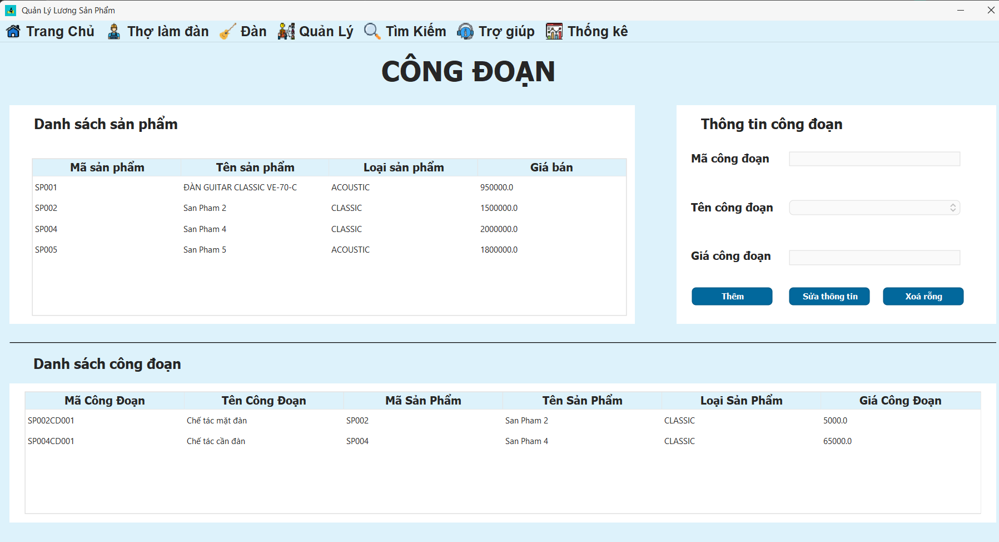 Quản Lý Lương Sản Phẩm
Trang Chủ Thợ làm đàn Đàn Quản Lý Tìm Kiếm Trợ giúp Thống kê
CÔNG ĐOẠN
Danh sách sản phẩm
Mã sản phẩm Tên sản phẩm Loại sản phẩm Giá bán
SP001 ĐÀN GUITAR CLASSIC VE-70-C ACOUSTIC 950000.0
SP002 San Pham 2 CLASSIC 1500000.0
SP004 San Pham 4 CLASSIC 2000000.0
SP005 San Pham 5 ACOUSTIC 1800000.0
Thông tin công đoạn
Mã công đoạn
Tên công đoạn
Giá công đoạn
Thêm Sửa thông tin Xoá rỗng
Danh sách công đoạn
Mã Công Đoạn Tên Công Đoạn Mã Sản Phẩm Tên Sản Phẩm Loại Sản Phẩm Giá Công Đoạn
SP002CD001 Chế tác mặt đàn SP002 San Pham 2 CLASSIC 5000.0
SP004CD001 Chế tác cần đàn SP004 San Pham 4 CLASSIC 65000.0